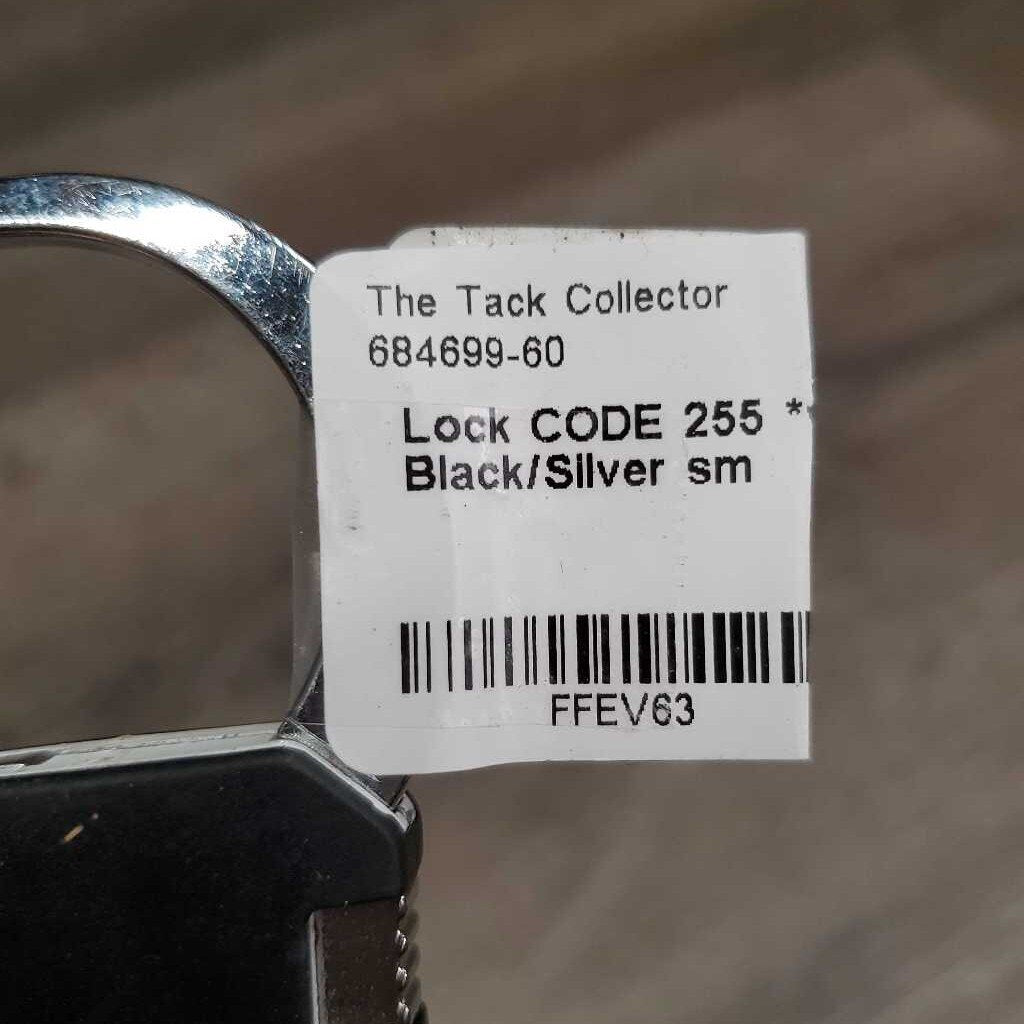 The Tack Collector
684699-60
Lock CODE 255 *
Black/Silver sm
FFEV63